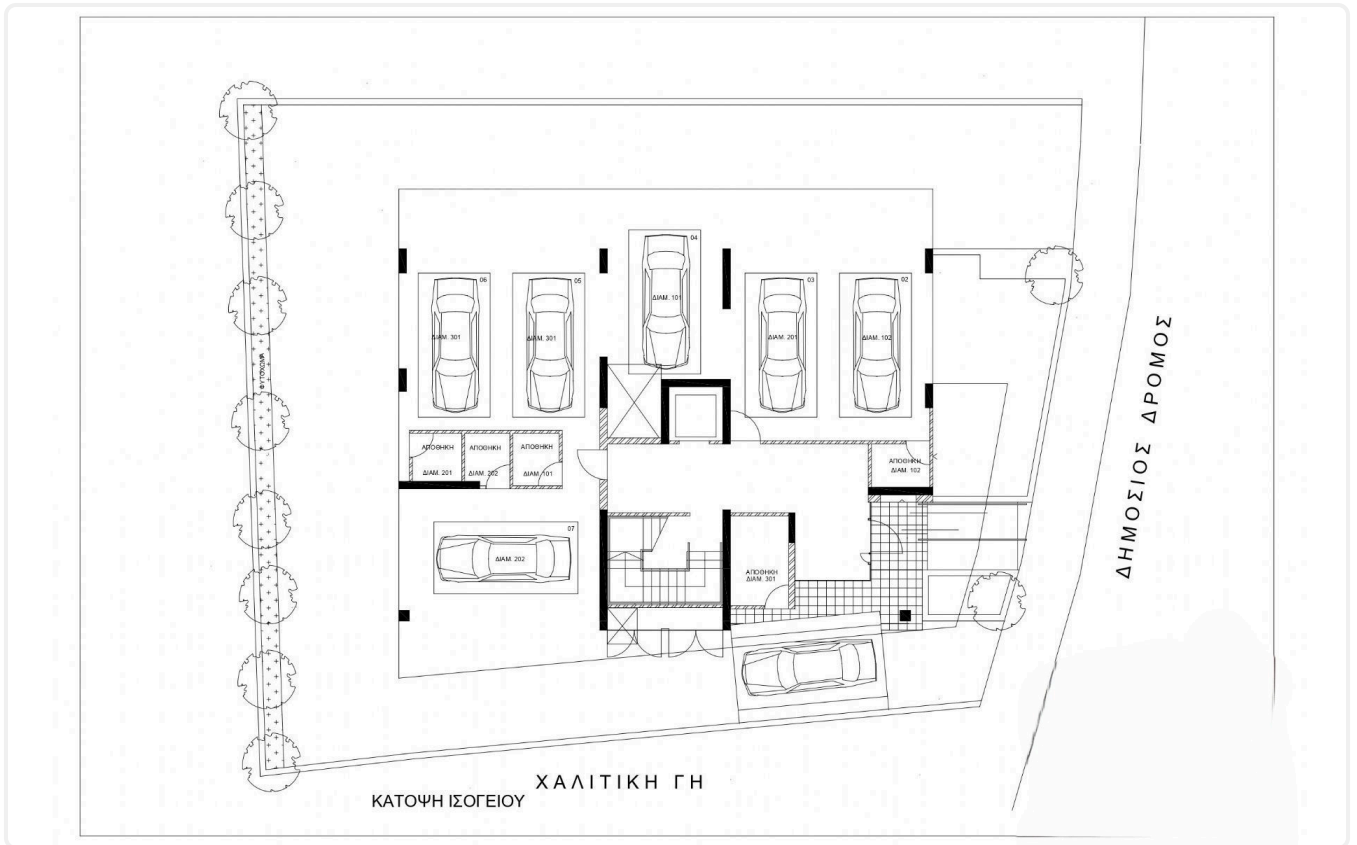 04
06
05
03
02
ΔΙΑΜ. 101
ΔΙΑΜ. 301
ΔΙΑΜ. 301
ΔΙΑΜ. 201
ΔΙΑΜ. 102
ΦΥΤΟΧΩΜΑ
ΔΗΜΟΣΙΟΣ ΔΡΟΜΟΣ
ΑΠΟΘΗΚΗ
ΔΙΑΜ. 201
ΑΠΟΘΗΚΗ
ΔΙΑΜ. 202
ΑΠΟΘΗΚΗ
ΔΙΑΜ. 101
ΑΠΟΘΗΚΗ
ΔΙΑΜ. 102
07
ΔΙΑΜ. 202
ΑΠΟΘΗΚΗ
ΔΙΑΜ. 301
ΧΑΛΙΤΙΚΗ ΓΗ
ΚΑΤΟΨΗ ΙΣΟΓΕΙΟΥ